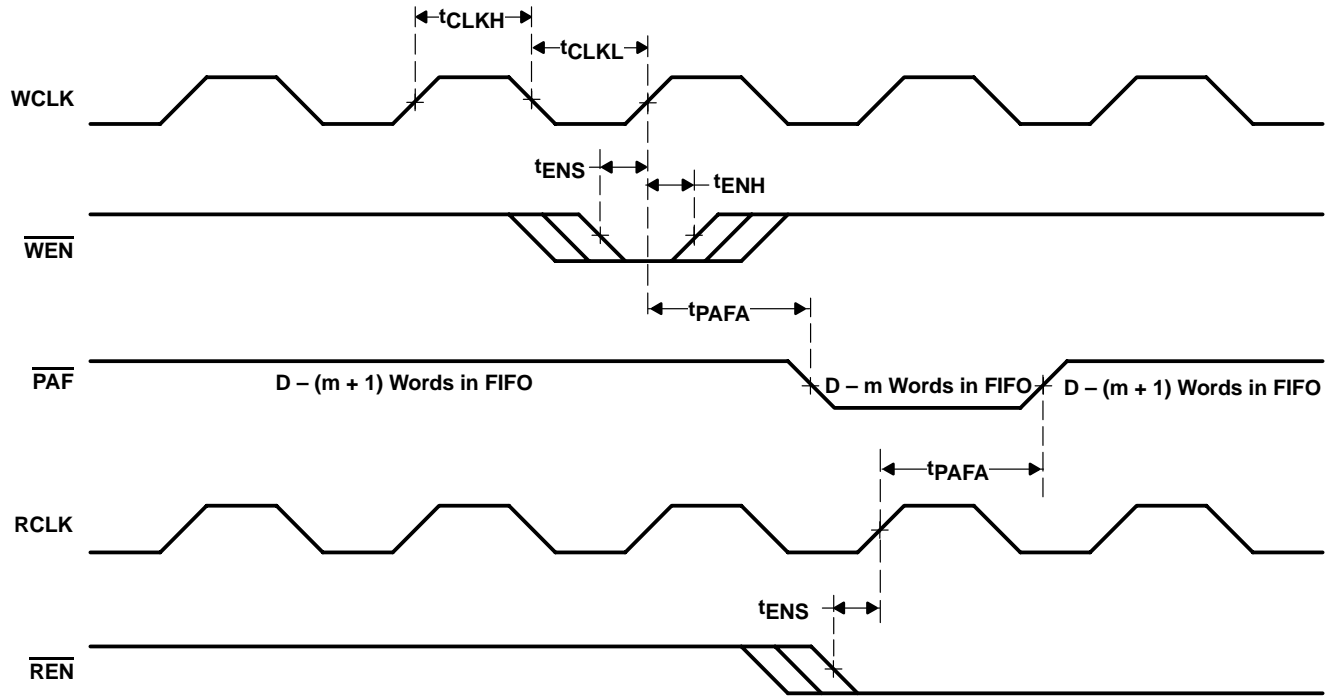 tCLKH
tCLKL
WCLK
tENS
tENH
WEN
tPAFA
PAF
D – (m + 1) Words in FIFO
D – m Words in FIFO
D – (m + 1) Words in FIFO
tPAFA
RCLK
tENS
REN